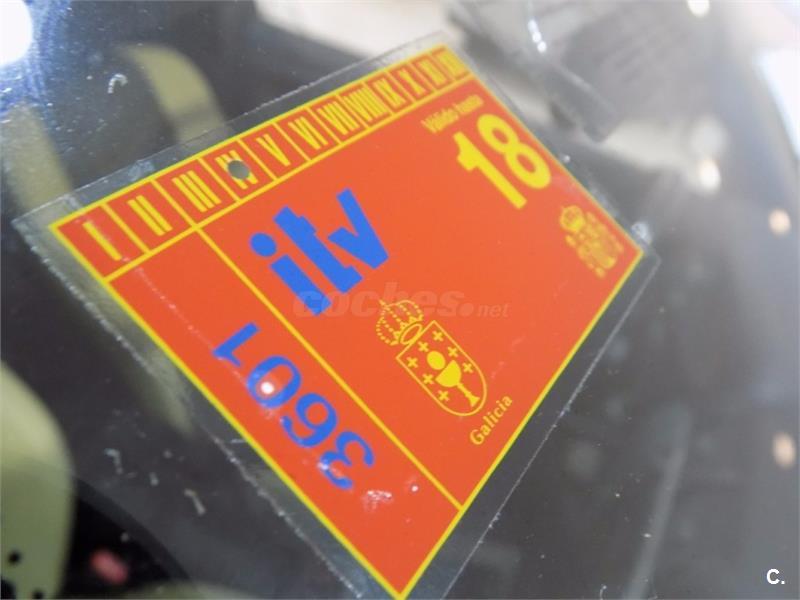 I II III IV V VI VII VIII IX X XI XII
Válido hasta
18
itv
3601
Galicia
coches.net
C.